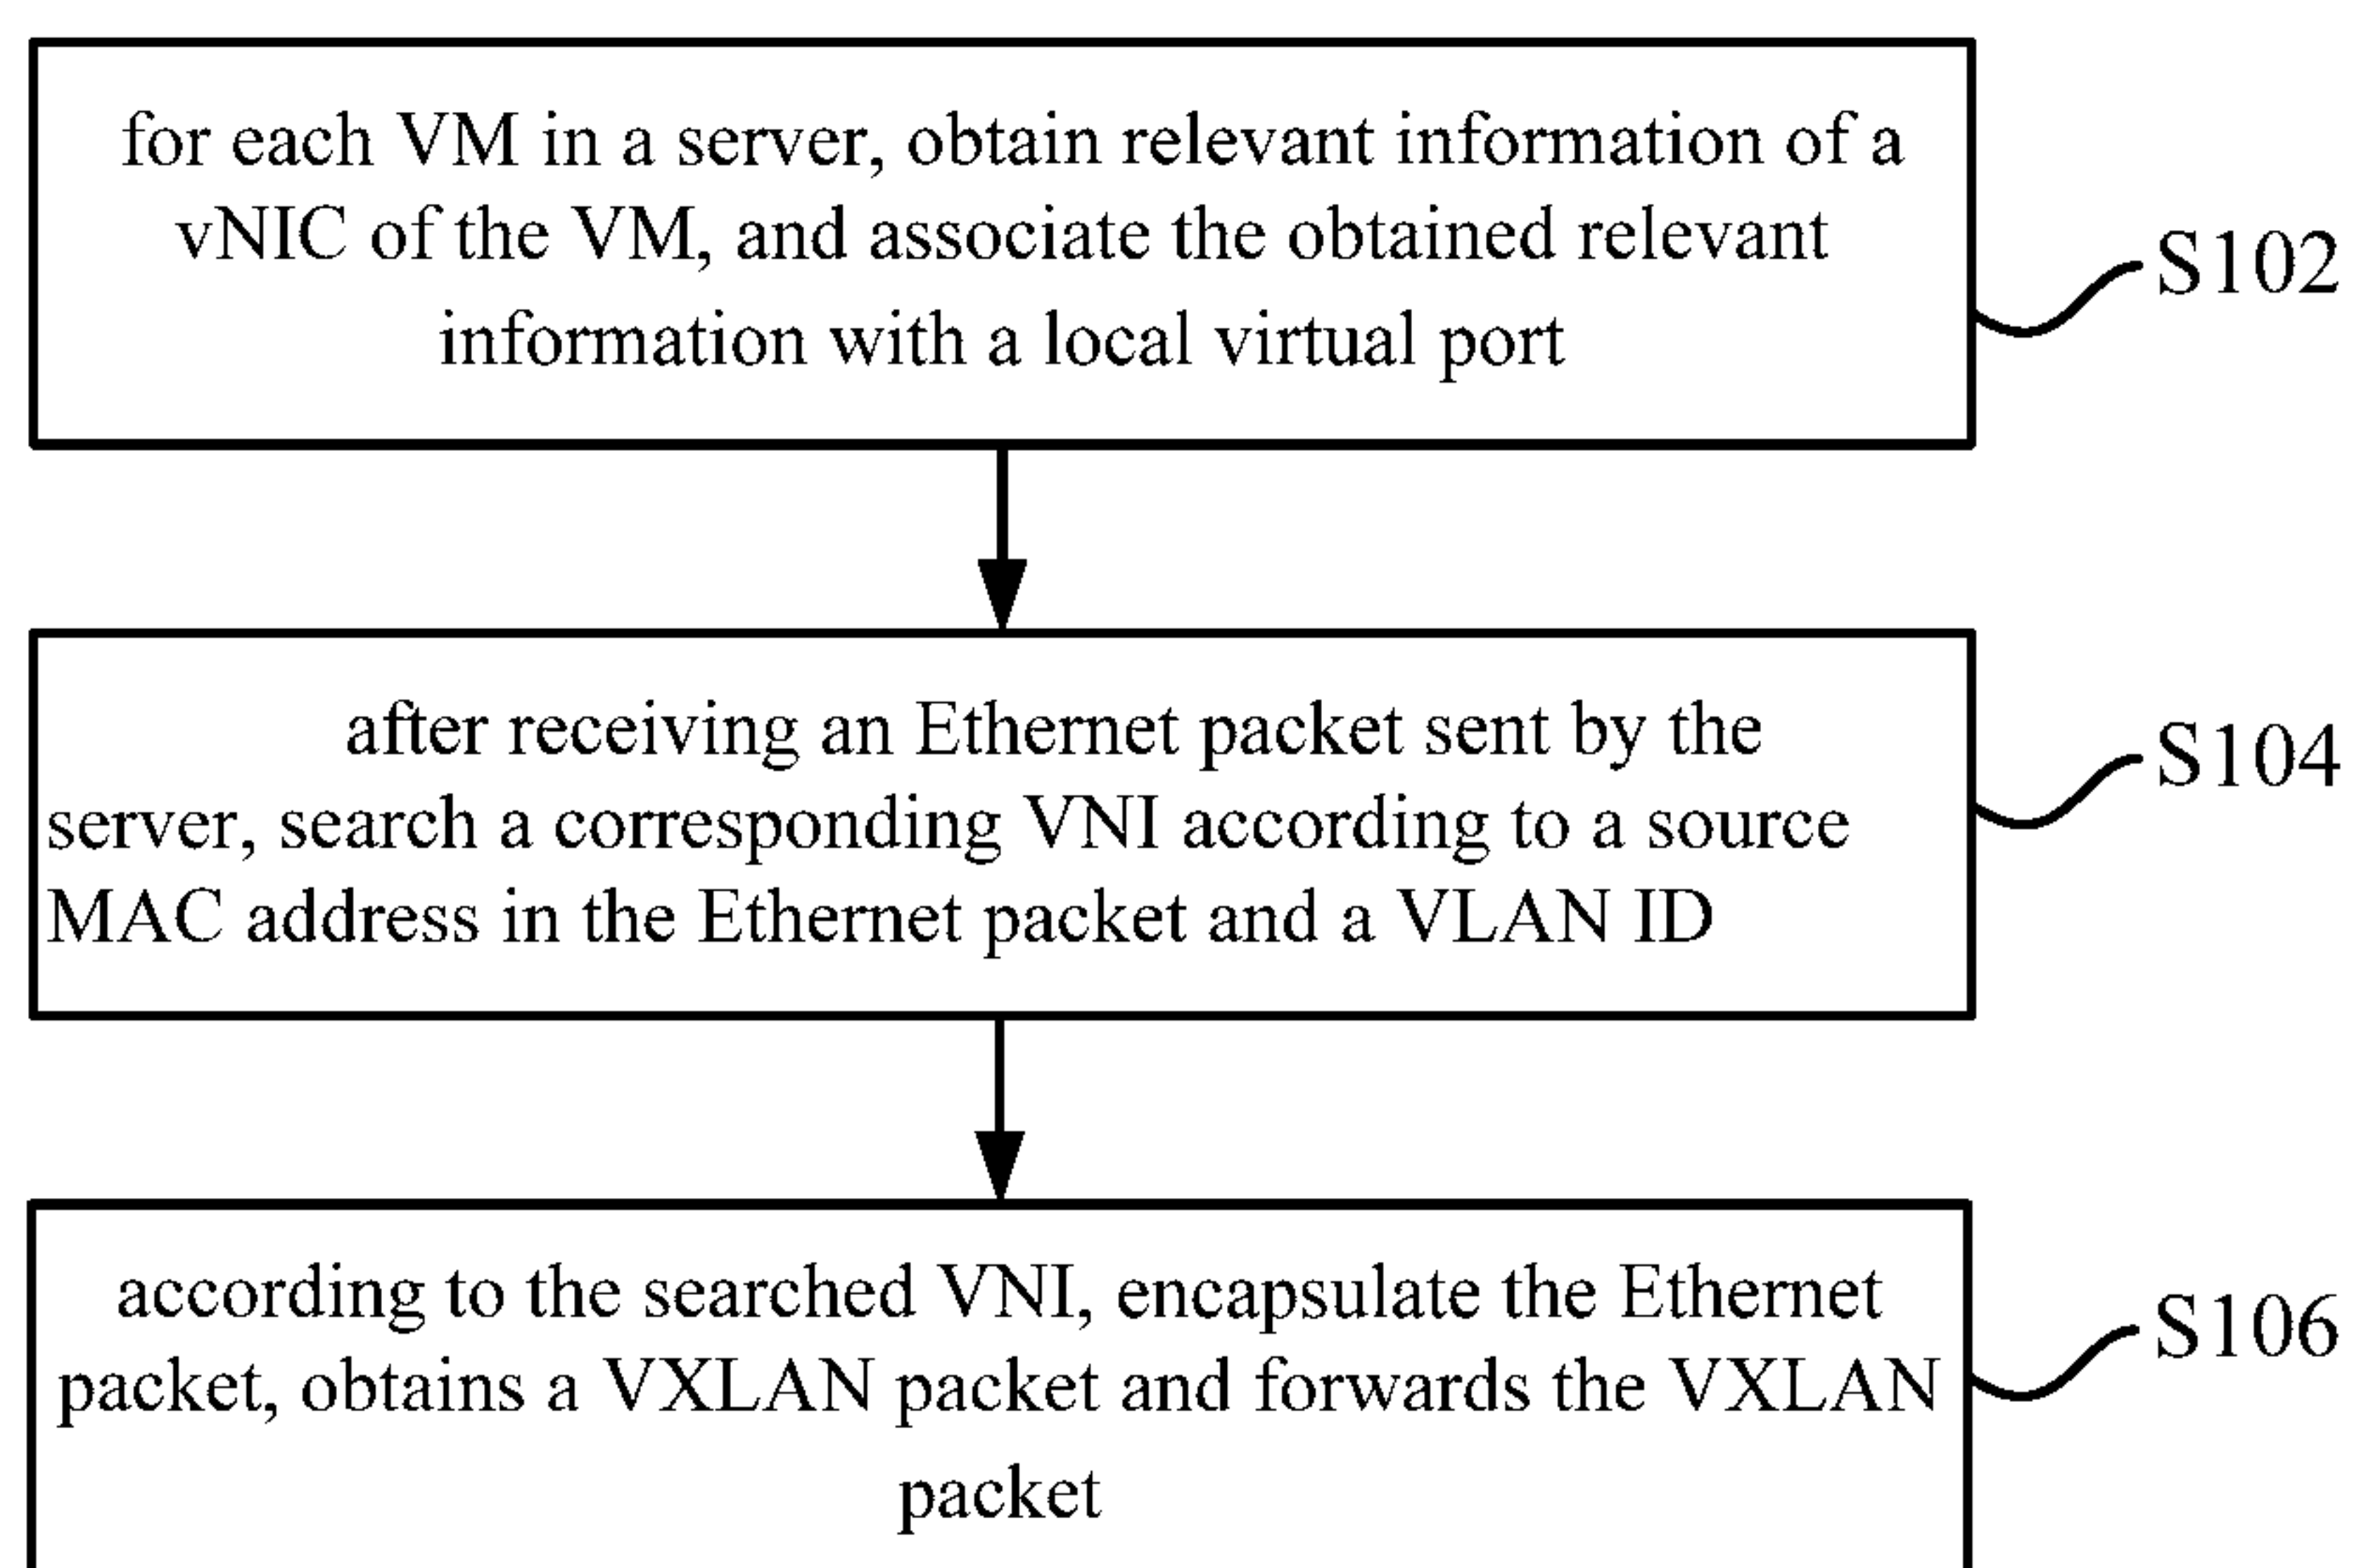 for each VM in a server, obtain relevant information of a
vNIC of the VM, and associate the obtained relevant
information with a local virtual port
S102
after receiving an Ethernet packet sent by the
server, search a corresponding VNI according to a source
MAC address in the Ethernet packet and a VLAN ID
S104
according to the searched VNI, encapsulate the Ethernet
packet, obtains a VXLAN packet and forwards the VXLAN
packet
S106